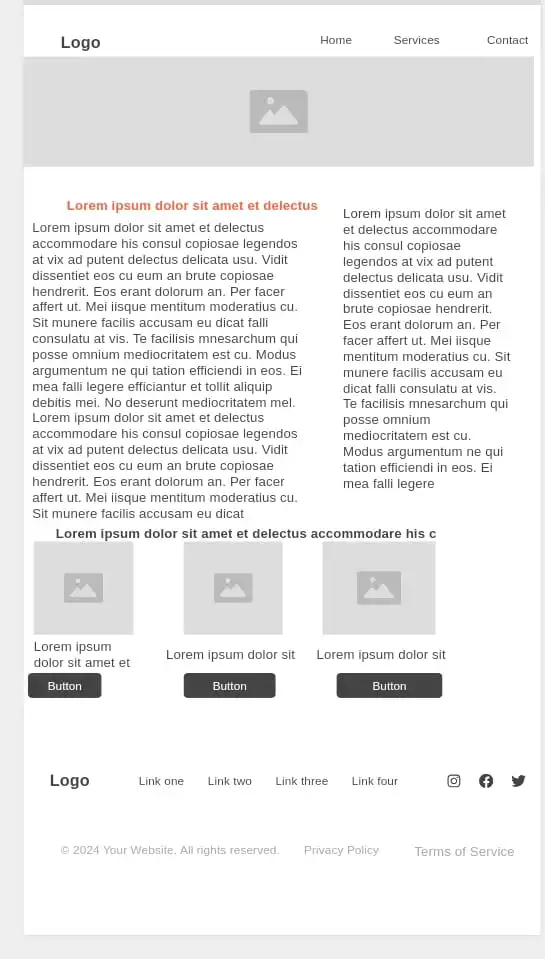 Logo
Home Services Contact
Lorem ipsum dolor sit amet et delectus
Lorem ipsum dolor sit amet et delectus
accommodare his consul copiosae legendos
at vix ad putent delectus delicata usu. Vidit
dissentiet eos cu eum an brute copiosae
hendrerit. Eos erant dolorum an. Per facer
affert ut. Mei iisque mentitum moderatius cu.
Sit munere facilis accusam eu dicat falli
consulatu at vis. Te facilisis mnesarchum qui
posse omnium mediocritatem est cu. Modus
argumentum ne qui tation efficiendi in eos. Ei
mea falli legere efficiantur et tollit aliquip
debitis mei. No deserunt mediocritatem mel.
Lorem ipsum dolor sit amet et delectus
accommodare his consul copiosae legendos
at vix ad putent delectus delicata usu. Vidit
dissentiet eos cu eum an brute copiosae
hendrerit. Eos erant dolorum an. Per facer
affert ut. Mei iisque mentitum moderatius cu.
Sit munere facilis accusam eu dicat
Lorem ipsum dolor sit amet
et delectus accommodare
his consul copiosae
legendos at vix ad putent
delectus delicata usu. Vidit
dissentiet eos cu eum an
brute copiosae hendrerit.
Eos erant dolorum an. Per
facer affert ut. Mei iisque
mentitum moderatius cu. Sit
munere facilis accusam eu
dicat falli consulatu at vis.
Te facilisis mnesarchum qui
posse omnium
mediocritatem est cu.
Modus argumentum ne qui
tation efficiendi in eos. Ei
mea falli legere
Lorem ipsum dolor sit amet et delectus accommodare his c
Lorem ipsum
dolor sit amet et
Button
Lorem ipsum dolor sit
Button
Lorem ipsum dolor sit
Button
Logo
Link one Link two Link three Link four
© 2024 Your Website. All rights reserved. Privacy Policy Terms of Service